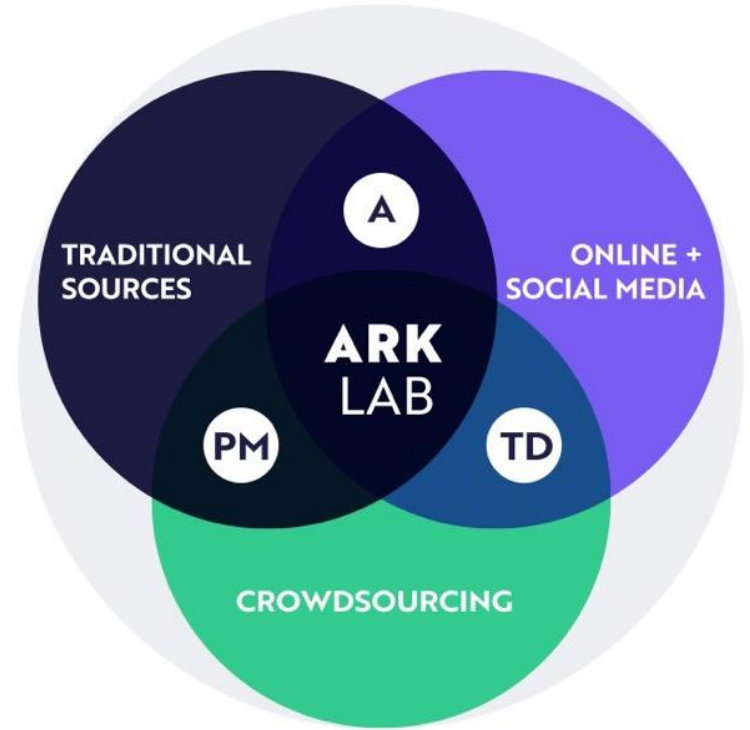 A
TRADITIONAL
SOURCES
ONLINE +
SOCIAL MEDIA
ARK
LAB
PM
TD
CROWDSOURCING